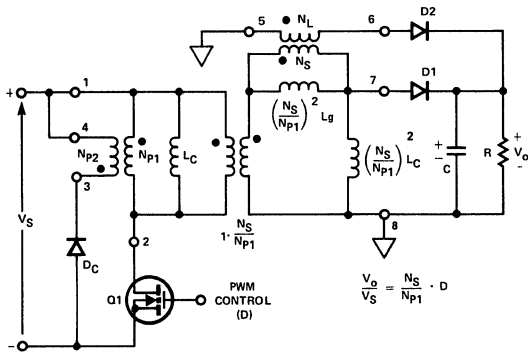 5
N_L
6
D2
N_S
+
1
7
D1
4
(N_S/N_P1)^2 Lg
N_P2
N_P1
L_C
(N_S/N_P1)^2 L_C
+
-
C
R
+
V_o
-
3
V_S
1 · N_S/N_P1
8
2
D_C
Q1
PWM
CONTROL
(D)
V_o/V_S = N_S/N_P1 · D
-